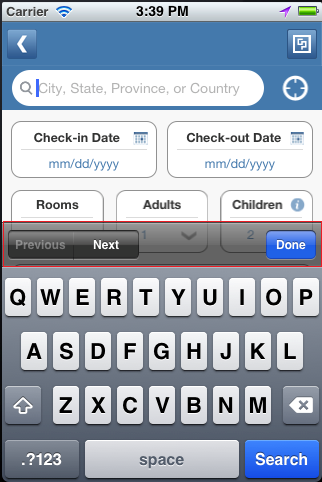 Carrier 3:39 PM
City, State, Province, or Country
Check-in Date Check-out Date
mm/dd/yyyy mm/dd/yyyy
Rooms Adults Children i
1 2
Previous Next Done
Q W E R T Y U I O P
A S D F G H J K L
Z X C V B N M
.?123 space Search